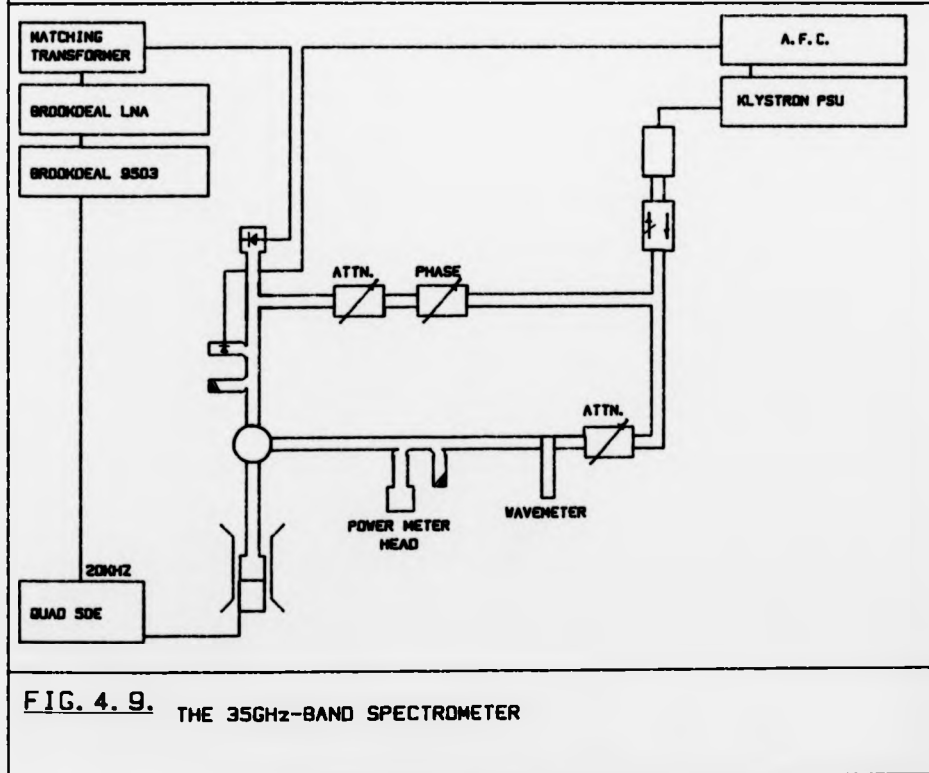 MATCHING
TRANSFORMER
BROOKDEAL LNA
BROOKDEAL 9503
A.F.C.
KLYSTRON PSU
ATTN.
PHASE
ATTN.
POWER METER
HEAD
WAVEMETER
20KHZ
QUAD 50E
FIG. 4. 9. THE 35GHz-BAND SPECTROMETER